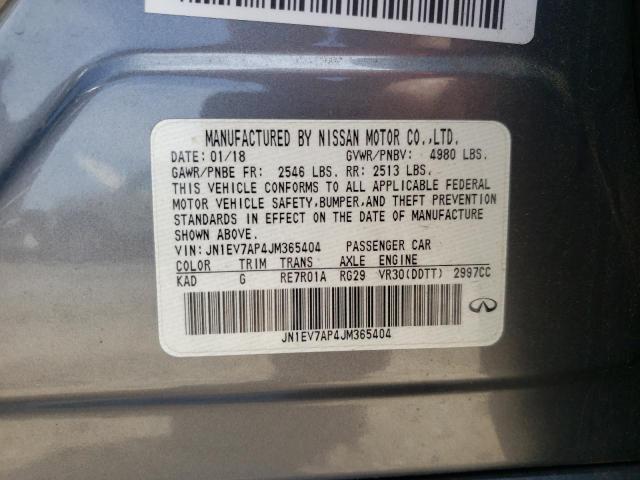 MANUFACTURED BY NISSAN MOTOR CO.,LTD.
DATE: 01/18 GVWR/PNBV: 4980 LBS.
GAWR/PNBE FR: 2546 LBS. RR: 2513 LBS.
THIS VEHICLE CONFORMS TO ALL APPLICABLE FEDERAL
MOTOR VEHICLE SAFETY,BUMPER,AND THEFT PREVENTION
STANDARDS IN EFFECT ON THE DATE OF MANUFACTURE
SHOWN ABOVE.
VIN:JN1EV7AP4JM365404 PASSENGER CAR
COLOR TRIM TRANS AXLE ENGINE
KAD G RE7R01A RG29 VR30(DDTT) 2997CC
JN1EV7AP4JM365404